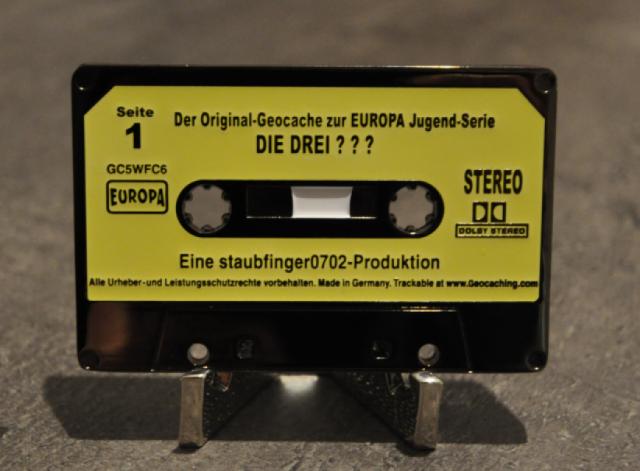 Seite
1
Der Original-Geocache zur EUROPA Jugend-Serie
DIE DREI ? ? ?
GC5WFC6
EUROPA
STEREO
DOLBY STEREO
Eine staubfinger0702-Produktion
Alle Urheber-und Leistungsschutzrechte vorbehalten. Made in Germany. Trackable at www.Geocaching.com